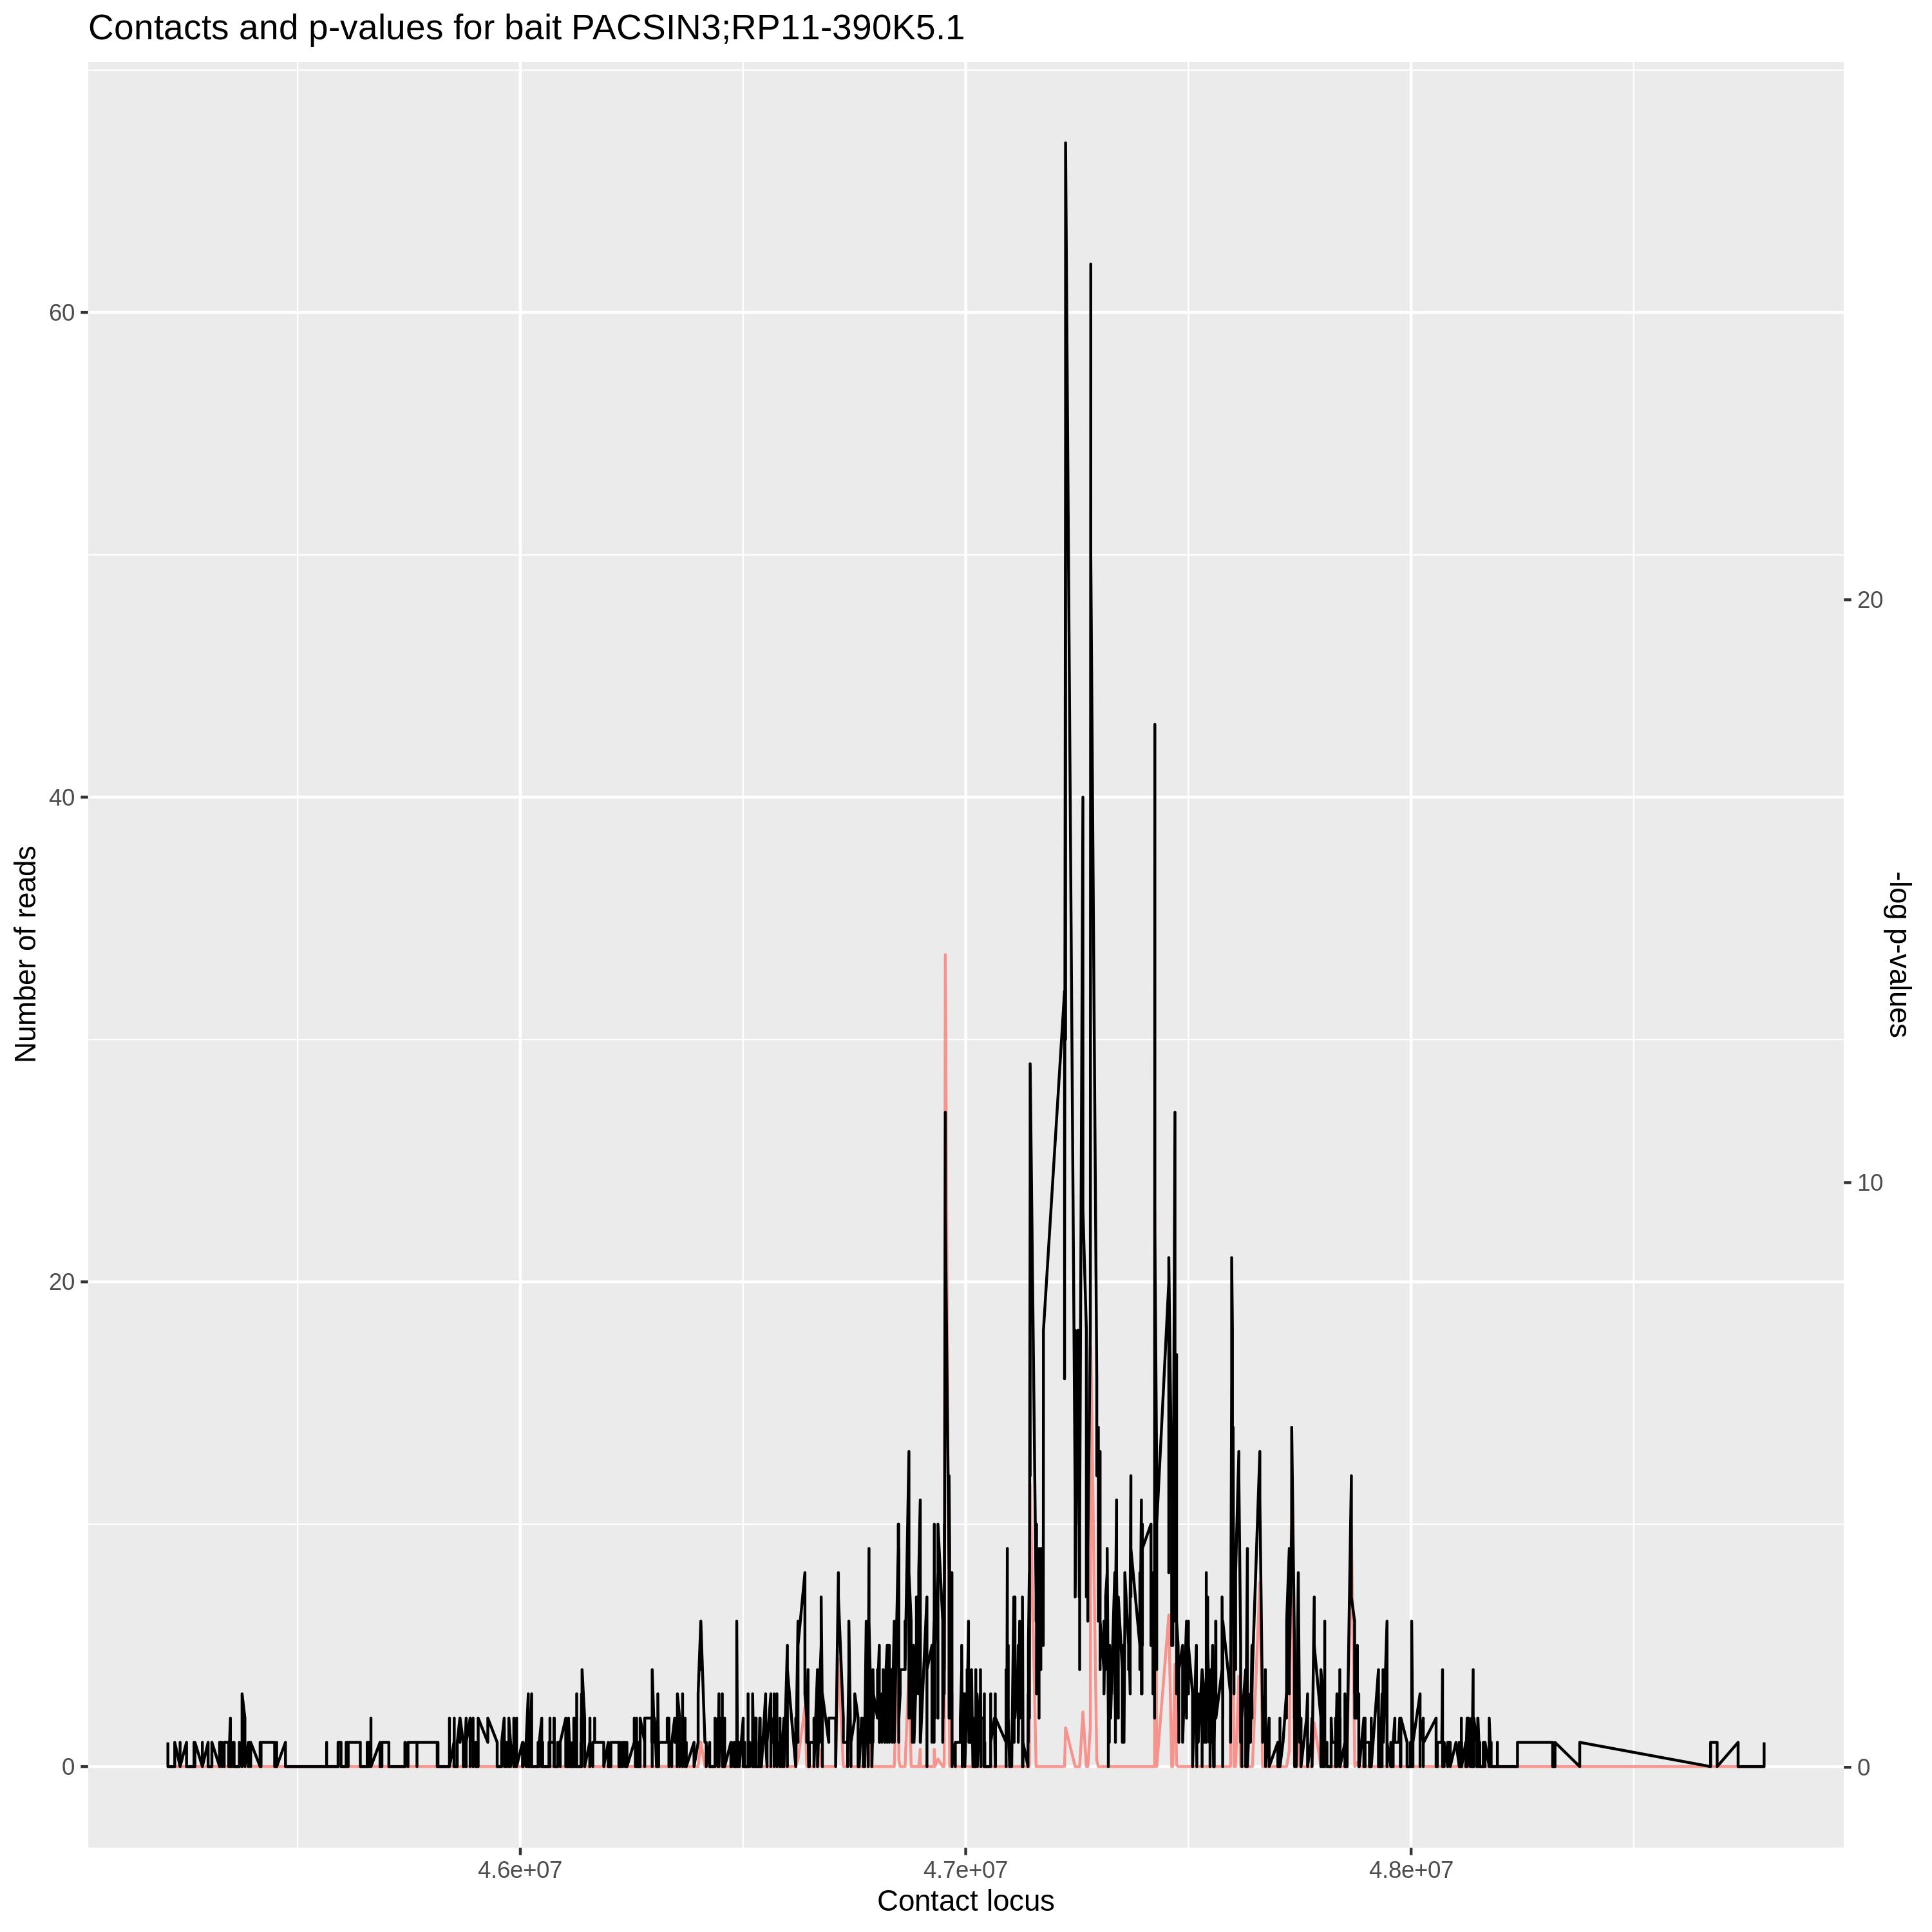 Contacts and p-values for bait PACSIN3;RP11-390K5.1
60
40
20
0
Number of reads
20
10
0
-log p-values
4.6e+07
4.7e+07
4.8e+07
Contact locus